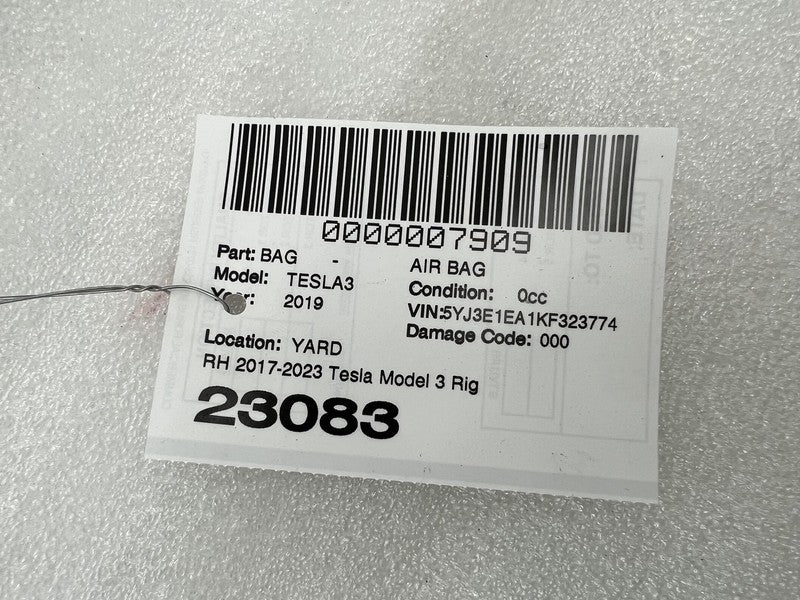 0000007909
Part: BAG - AIR BAG
Model: TESLA3 Condition: 0cc
Year: 2019 VIN:5YJ3E1EA1KF323774
Damage Code: 000
Location: YARD
RH 2017-2023 Tesla Model 3 Rig
23083